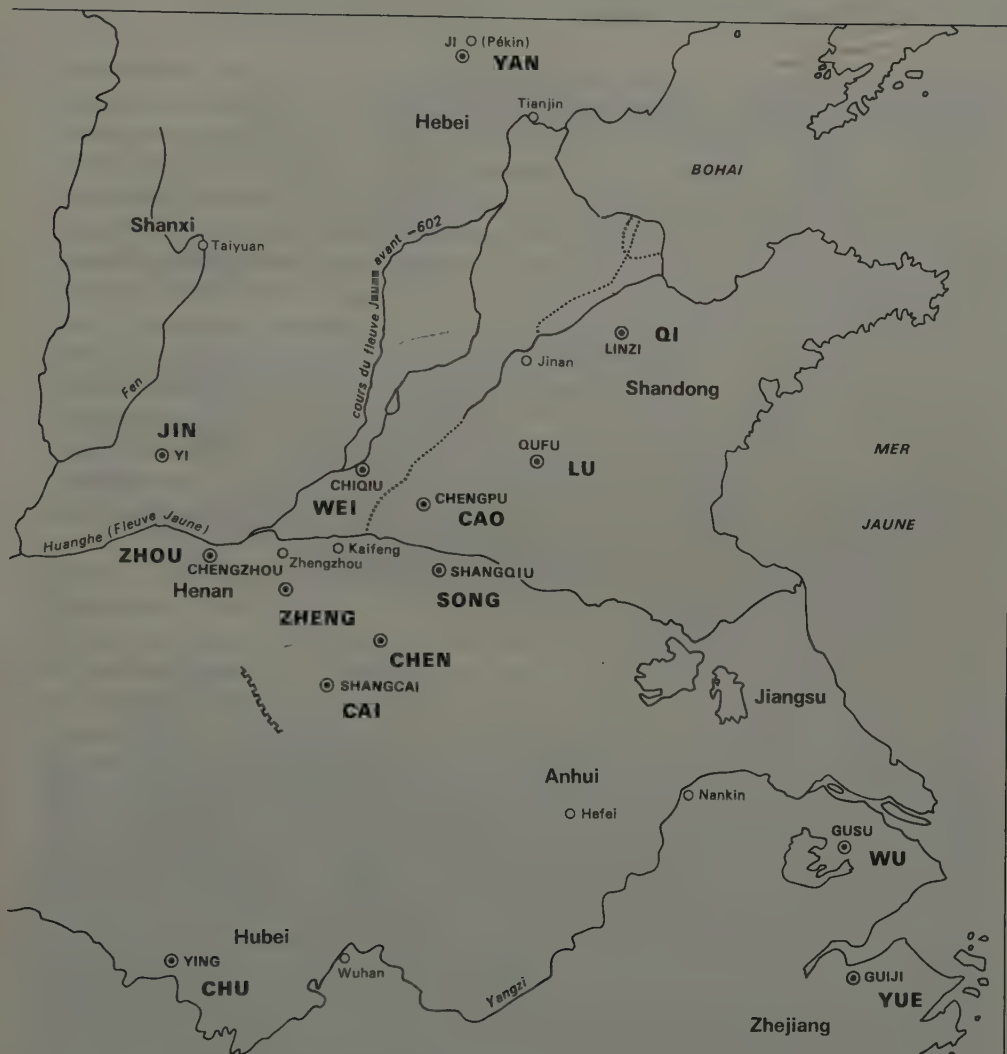 JI (Pékin)
YAN
Tianjin
Hebei
BOHAI
Shanxi
Taiyuan
cours du fleuve Jaune avant -602
Fen
LINZI
QI
Jinan
Shandong
JIN
YI
QUFU
LU
MER
JAUNE
CHIQIU
WEI
CHENGPU
CAO
Huanghe (Fleuve Jaune)
ZHOU
CHENGZHOU
Zhengzhou
Kaifeng
Henan
SHANGQIU
SONG
ZHENG
CHEN
SHANGCAI
CAI
Jiangsu
Anhui
Nankin
Hefei
GUSU
WU
Hubei
YING
CHU
Wuhan
Yangzi
GUIJI
YUE
Zhejiang